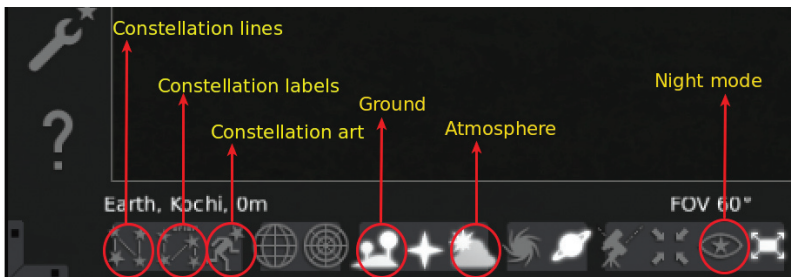 Constellation lines
Constellation labels
Constellation art
Ground
Atmosphere
Night mode
?
Earth, Kochi, 0m
FOV 60°